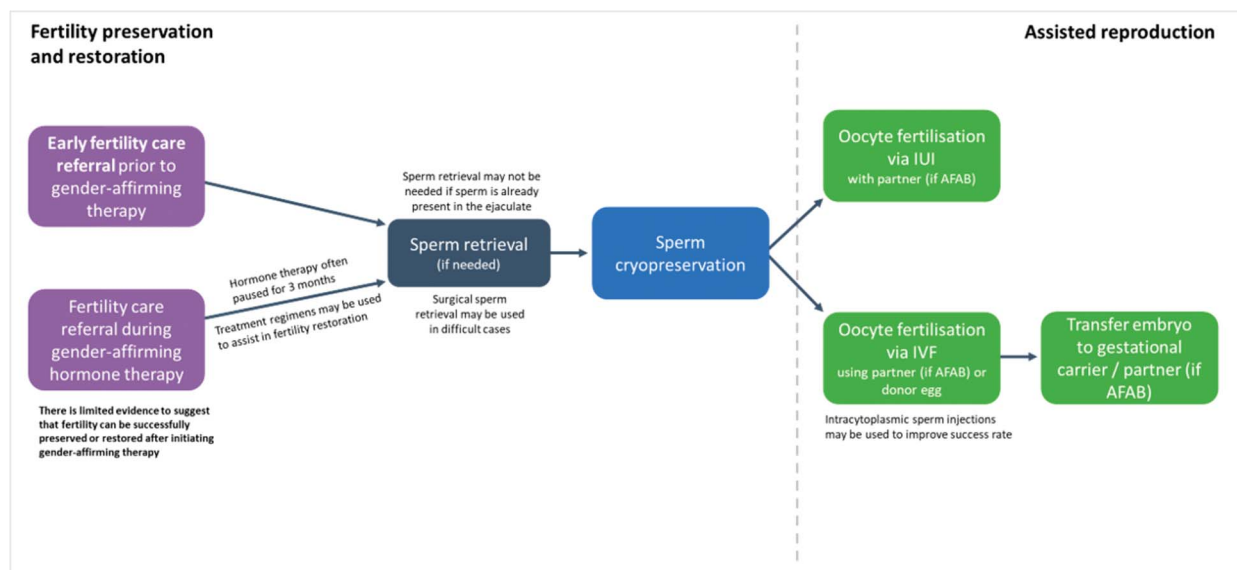 Fertility preservation
and restoration
Assisted reproduction
Early fertility care
referral prior to
gender-affirming
therapy
Fertility care
referral during
gender-affirming
hormone therapy
There is limited evidence to suggest
that fertility can be successfully
preserved or restored after initiating
gender-affirming therapy
Hormone therapy often
paused for 3 months
Treatment regimens may be used
to assist in fertility restoration
Sperm retrieval may not be
needed if sperm is already
present in the ejaculate
Sperm retrieval
(if needed)
Surgical sperm
retrieval may be used
in difficult cases
Sperm
cryopreservation
Oocyte fertilisation
via IUI
with partner (if AFAB)
Oocyte fertilisation
via IVF
using partner (if AFAB) or
donor egg
Intracytoplasmic sperm injections
may be used to improve success rate
Transfer embryo
to gestational
carrier / partner (if
AFAB)